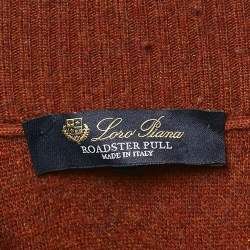 Loro Piana
ROADSTER PULL
MADE IN ITALY